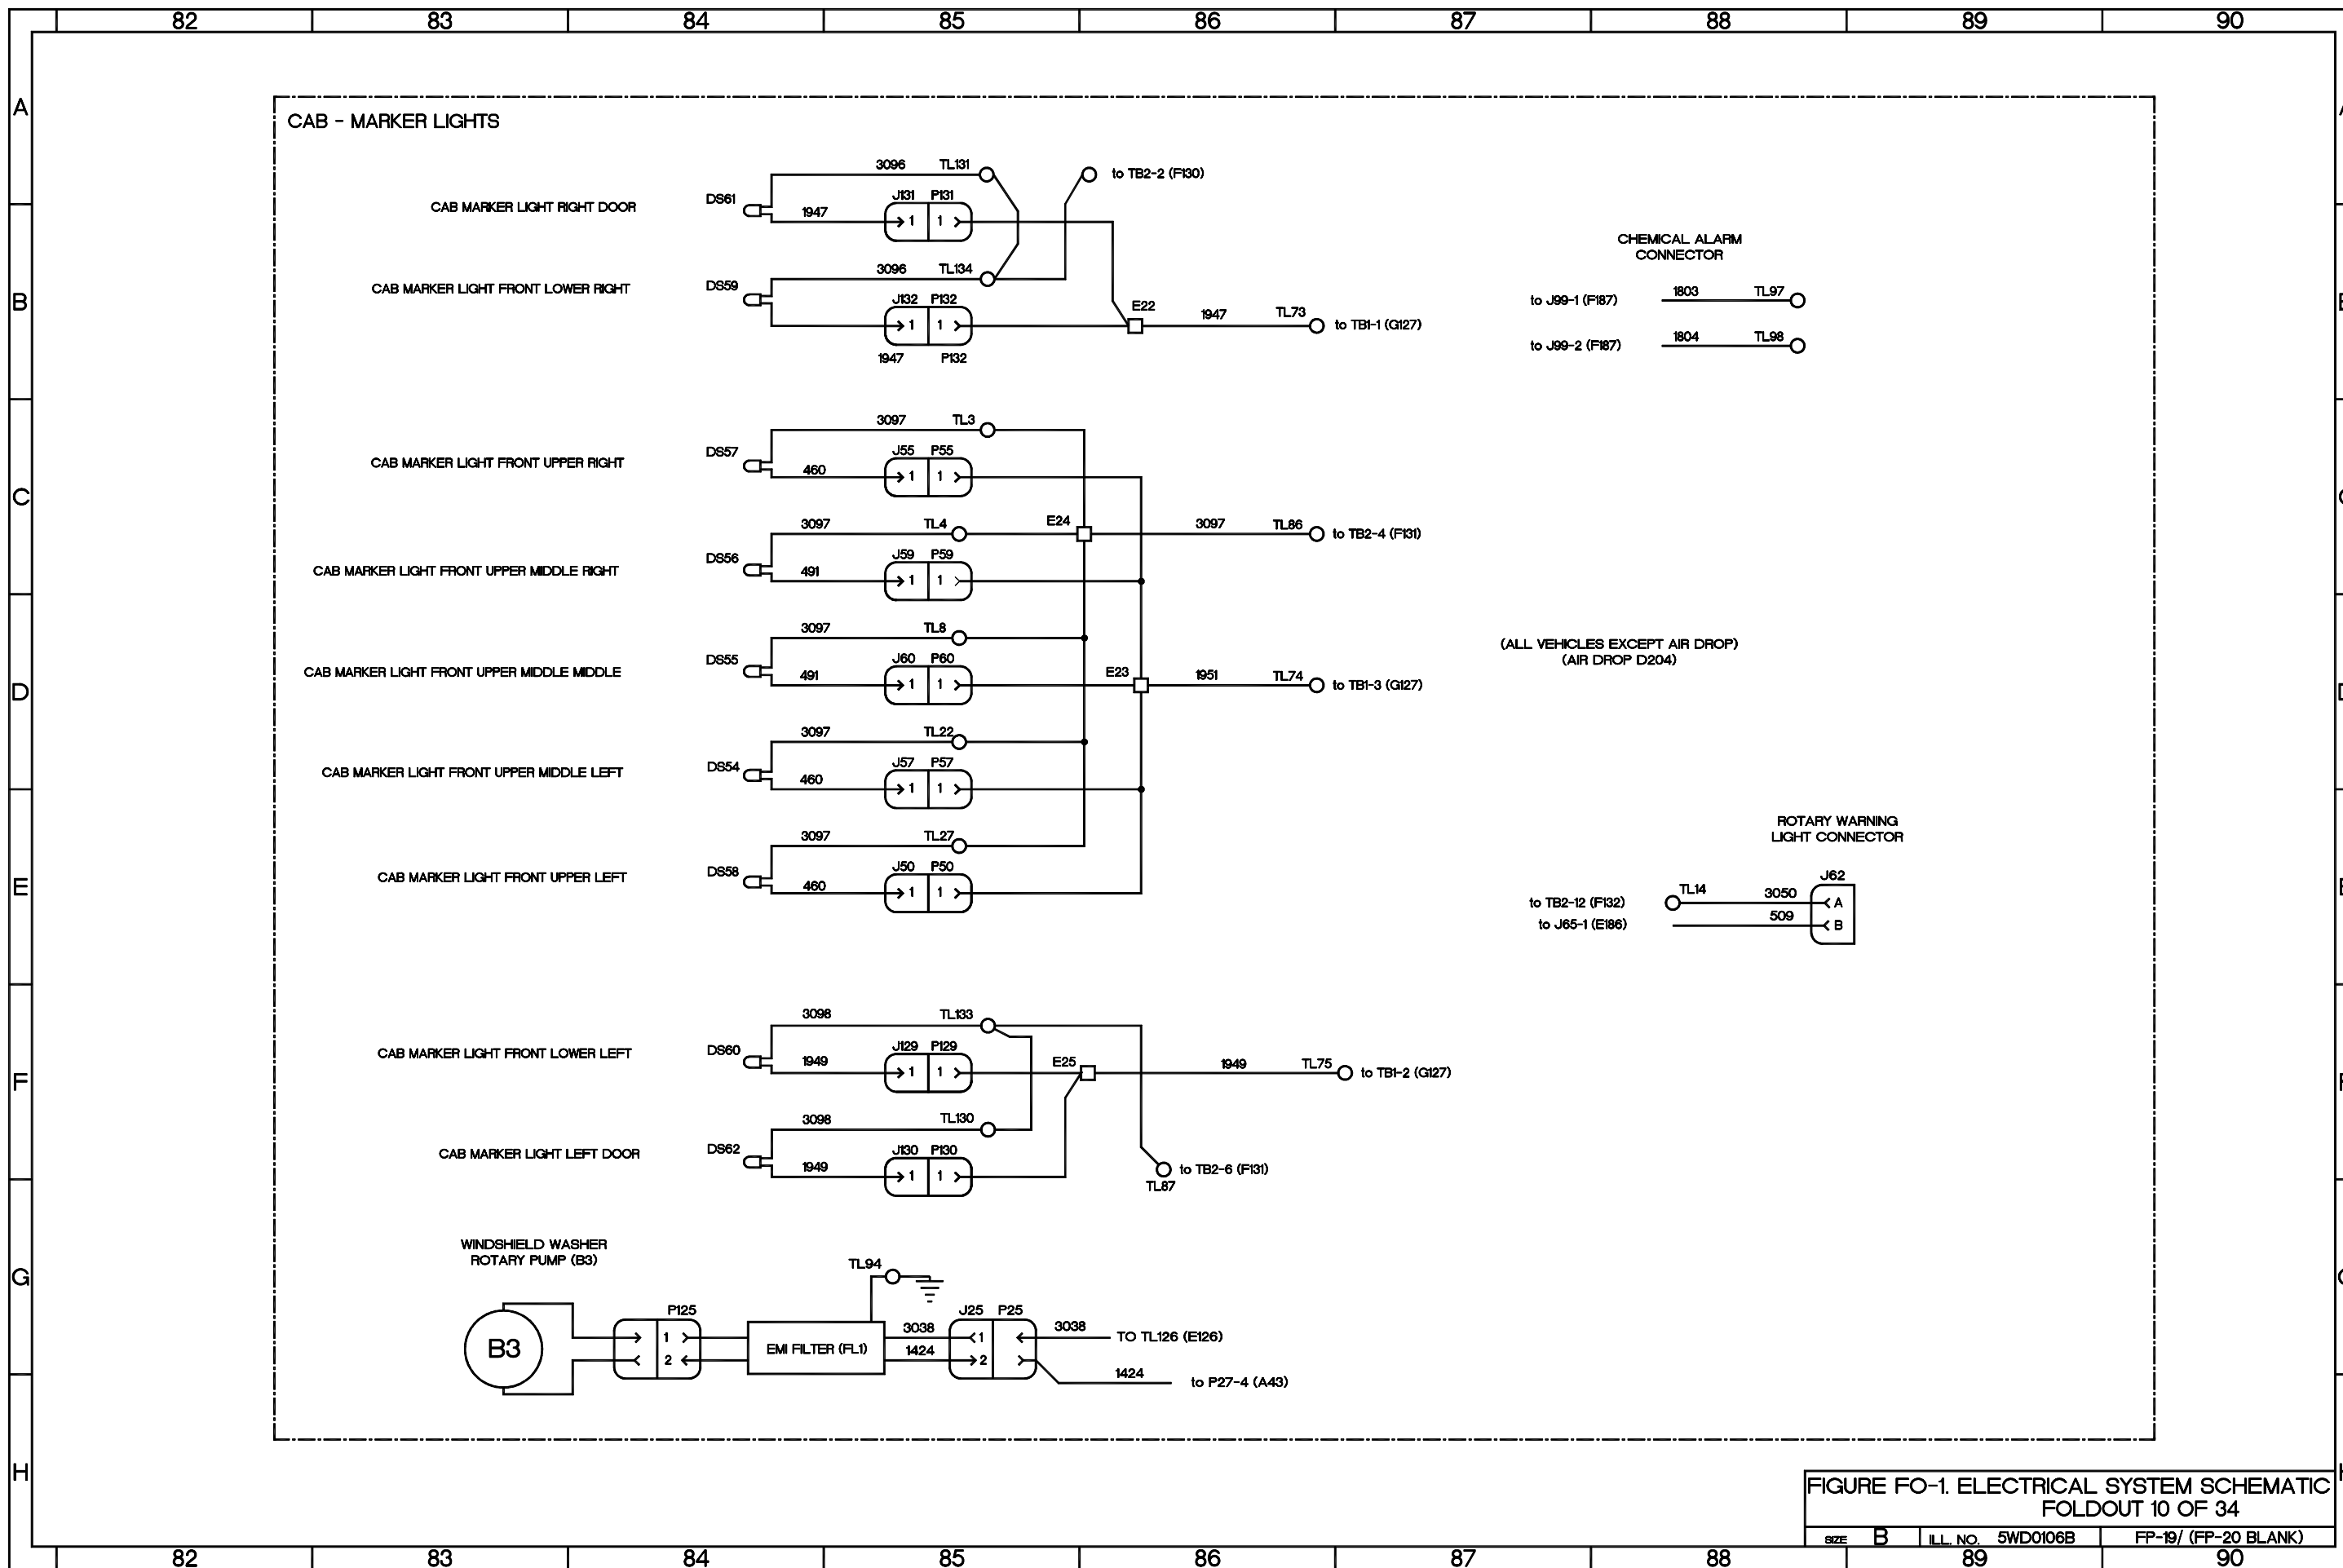 82 83 84 85 86 87 88 89 90
A
CAB - MARKER LIGHTS
3096 TL131
to TB2-2 (F130)
DS61
J131 P131
CAB MARKER LIGHT RIGHT DOOR
1947
1 1
CHEMICAL ALARM
CONNECTOR
3096 TL134
CAB MARKER LIGHT FRONT LOWER RIGHT
DS59
B
J132 P132
E22
1947
TL73
1 1
to TB1-1 (G127)
to J99-1 (F187)
1803
TL97
to J99-2 (F187)
1804
TL98
1947 P132
3097 TL3
DS57
J55 P55
CAB MARKER LIGHT FRONT UPPER RIGHT
460
1 1
C
3097 TL4
E24
3097
TL86
to TB2-4 (F131)
DS56
J59 P59
CAB MARKER LIGHT FRONT UPPER MIDDLE RIGHT
491
1 1
3097 TL8
(ALL VEHICLES EXCEPT AIR DROP)
(AIR DROP D204)
DS55
J60 P60
CAB MARKER LIGHT FRONT UPPER MIDDLE MIDDLE
491
1 1
E23
1951
TL74
to TB1-3 (G127)
D
3097 TL22
DS54
J57 P57
CAB MARKER LIGHT FRONT UPPER MIDDLE LEFT
460
1 1
ROTARY WARNING
LIGHT CONNECTOR
3097 TL27
DS58
J50 P50
CAB MARKER LIGHT FRONT UPPER LEFT
460
1 1
E
J62
to TB2-12 (F132)
TL14
3050
A
to J65-1 (E186)
509
B
3098 TL133
DS60
J129 P129
CAB MARKER LIGHT FRONT LOWER LEFT
1949
1 1
E25
1949
TL75
to TB1-2 (G127)
F
3098 TL130
DS62
J130 P130
CAB MARKER LIGHT LEFT DOOR
1949
1 1
to TB2-6 (F131)
TL87
WINDSHIELD WASHER
ROTARY PUMP (B3)
TL94
G
P125
J25 P25
B3
1
EMI FILTER (FL1)
3038
1
3038
TO TL126 (E126)
2
1424
2
1424
to P27-4 (A43)
H
FIGURE FO-1. ELECTRICAL SYSTEM SCHEMATIC
FOLDOUT 10 OF 34
SIZE B ILL. NO. 5WD0106B FP-19/ (FP-20 BLANK)
82 83 84 85 86 87 88 89 90